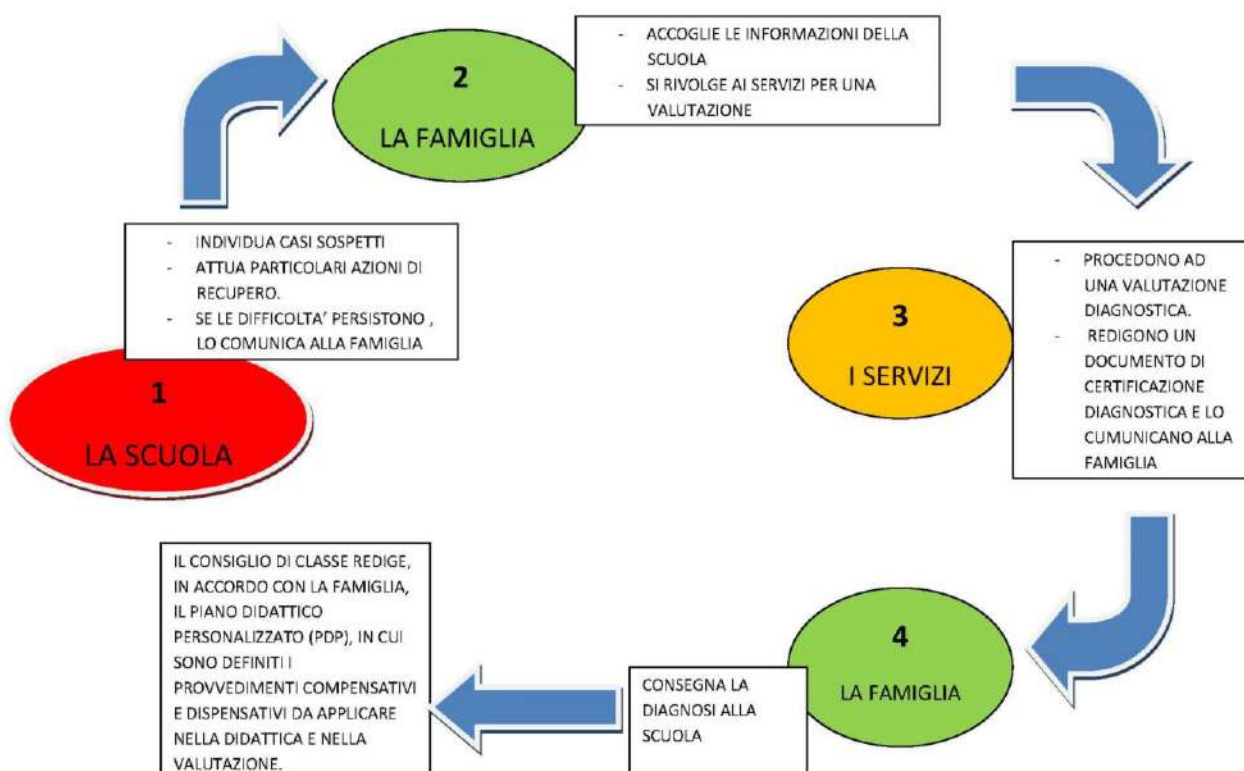 1
LA SCUOLA
- INDIVIDUA CASI SOSPETTI
- ATTUA PARTICOLARI AZIONI DI
RECUPERO.
- SE LE DIFFICOLTA’ PERSISTONO ,
LO COMUNICA ALLA FAMIGLIA
2
LA FAMIGLIA
- ACCOGLIE LE INFORMAZIONI DELLA
SCUOLA
- SI RIVOLGE AI SERVIZI PER UNA
VALUTAZIONE
3
I SERVIZI
- PROCEDONO AD
UNA VALUTAZIONE
DIAGNOSTICA.
- REDIGONO UN
DOCUMENTO DI
CERTIFICAZIONE
DIAGNOSTICA E LO
CUMUNICANO ALLA
FAMIGLIA
4
LA FAMIGLIA
CONSEGNA LA
DIAGNOSI ALLA
SCUOLA
IL CONSIGLIO DI CLASSE REDIGE,
IN ACCORDO CON LA FAMIGLIA,
IL PIANO DIDATTICO
PERSONALIZZATO (PDP), IN CUI
SONO DEFINITI I
PROVVEDIMENTI COMPENSATIVI
E DISPENSATIVI DA APPLICARE
NELLA DIDATTICA E NELLA
VALUTAZIONE.